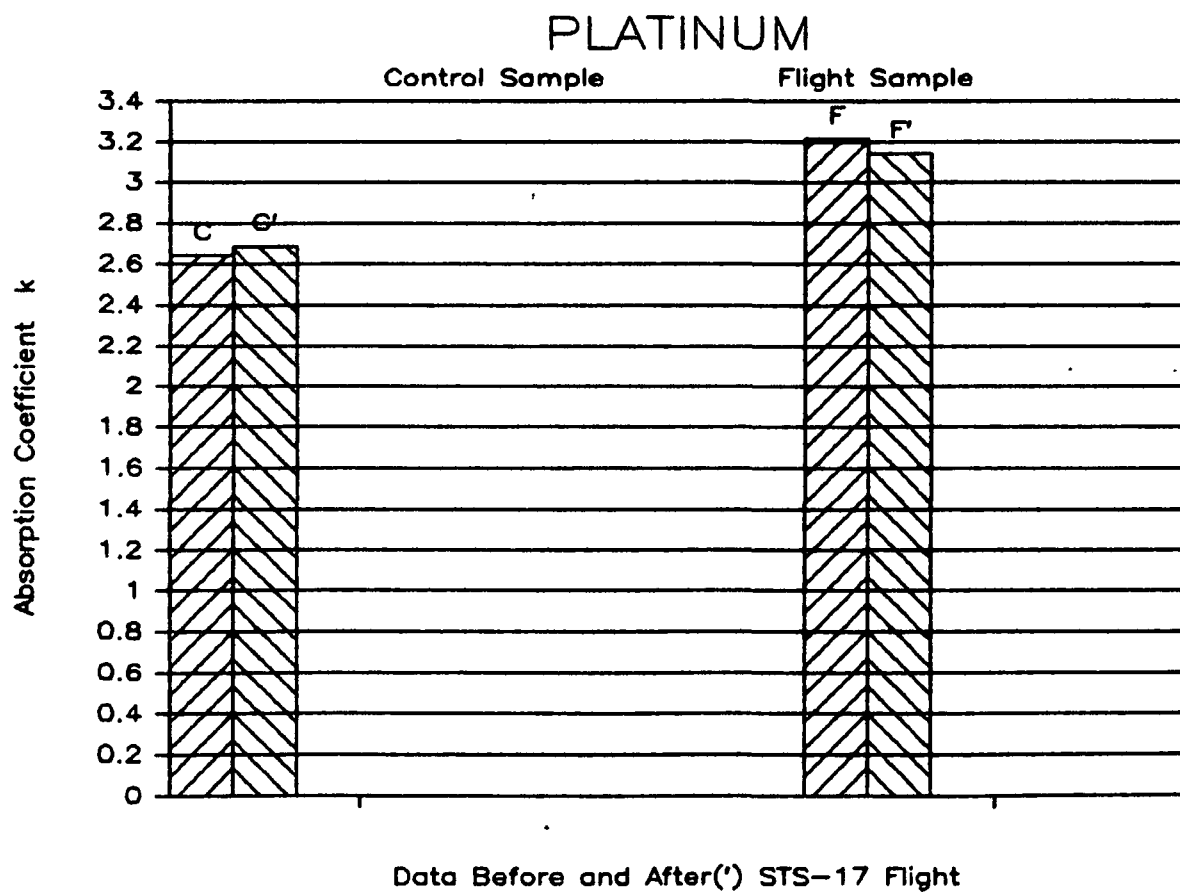 PLATINUM
Control Sample Flight Sample
3.4
3.2
3
2.8
2.6
2.4
2.2
2
1.8
1.6
1.4
1.2
1
0.8
0.6
0.4
0.2
0
Absorption Coefficient k
C
C'
F
F'
Data Before and After(') STS-17 Flight